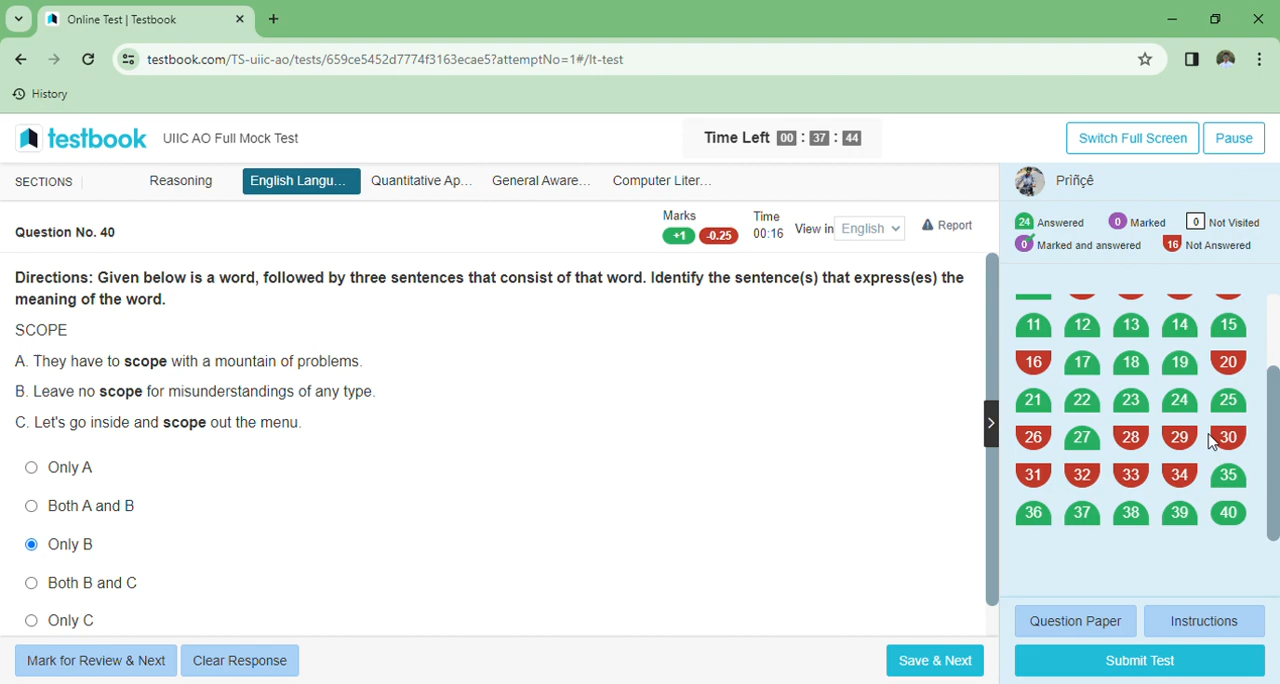 Online Test | Testbook
testbook.com/TS-uiic-ao/tests/659ce5452d7774f3163ecae5?attemptNo=1#/lt-test
History
testbook UIIC AO Full Mock Test Time Left 00 : 37 : 44 Switch Full Screen Pause
SECTIONS Reasoning English Langu... Quantitative Ap... General Aware... Computer Liter...
Priñçê
Question No. 40 Marks +1 -0.25 Time 00:16 View in English Report
24 Answered 0 Marked 0 Not Visited
0 Marked and answered 16 Not Answered
Directions: Given below is a word, followed by three sentences that consist of that word. Identify the sentence(s) that express(es) the
meaning of the word.
SCOPE
A. They have to scope with a mountain of problems.
B. Leave no scope for misunderstandings of any type.
C. Let's go inside and scope out the menu.
Only A
Both A and B
Only B
Both B and C
Only C
11 12 13 14 15
16 17 18 19 20
21 22 23 24 25
26 27 28 29 30
31 32 33 34 35
36 37 38 39 40
Question Paper Instructions
Mark for Review & Next Clear Response Save & Next Submit Test